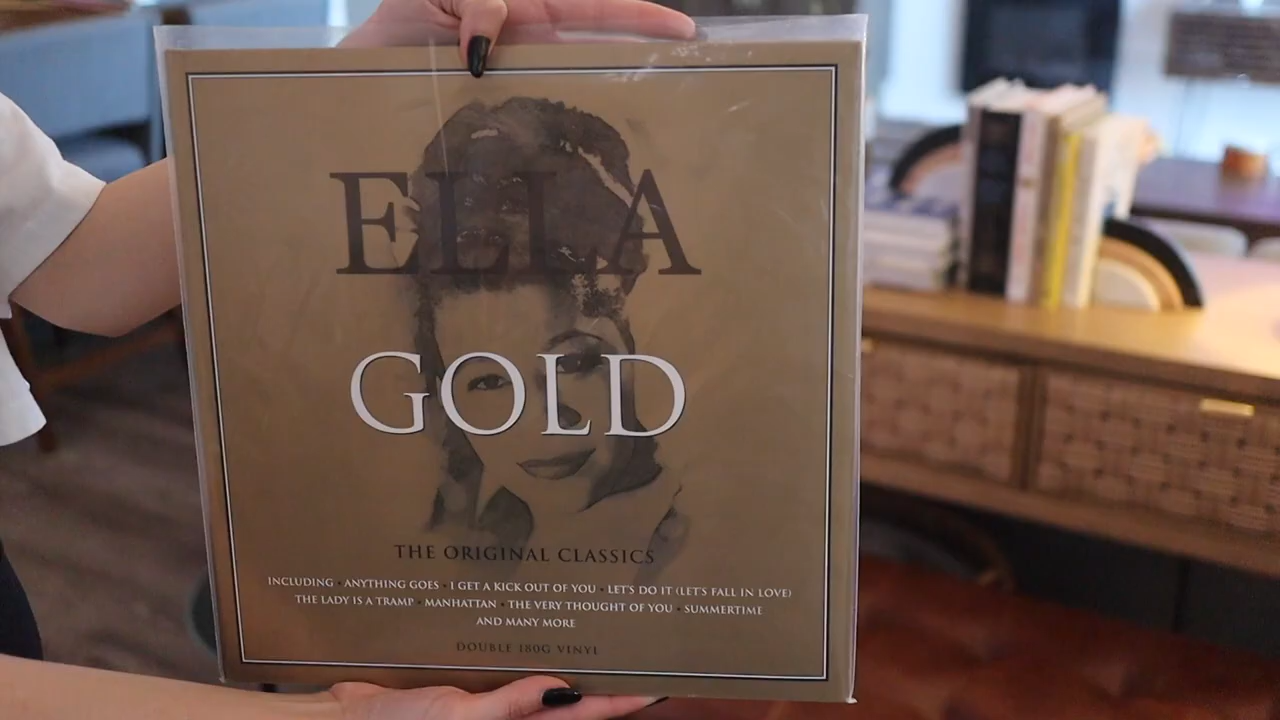 ELLA
GOLD
THE ORIGINAL CLASSICS
INCLUDING • ANYTHING GOES • I GET A KICK OUT OF YOU • LET'S DO IT (LET'S FALL IN LOVE)
THE LADY IS A TRAMP • MANHATTAN • THE VERY THOUGHT OF YOU • SUMMERTIME
AND MANY MORE
DOUBLE 180G VINYL